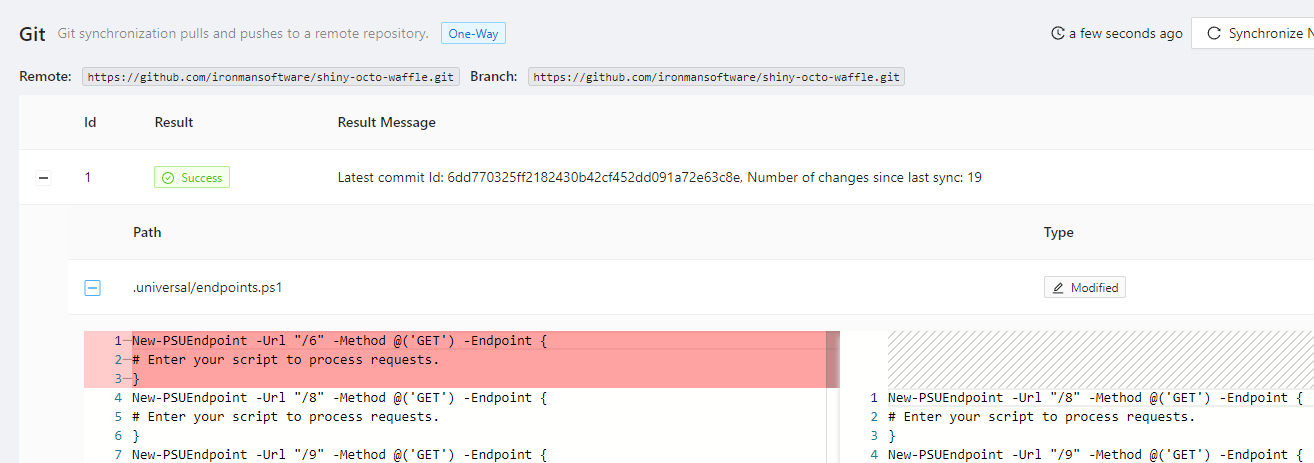 Git Git synchronization pulls and pushes to a remote repository. One-Way a few seconds ago Synchronize N
Remote: https://github.com/ironmansoftware/shiny-octo-waffle.git Branch: https://github.com/ironmansoftware/shiny-octo-waffle.git
Id Result Result Message
1 Success Latest commit Id: 6dd770325ff2182430b42cf452dd091a72e63c8e, Number of changes since last sync: 19
Path Type
.universal/endpoints.ps1 Modified
1 New-PSUEndpoint -Url "/6" -Method @('GET') -Endpoint {
2 # Enter your script to process requests.
3 }
4 New-PSUEndpoint -Url "/8" -Method @('GET') -Endpoint {
5 # Enter your script to process requests.
6 }
7 New-PSUEndpoint -Url "/9" -Method @('GET') -Endpoint {
1 New-PSUEndpoint -Url "/8" -Method @('GET') -Endpoint {
2 # Enter your script to process requests.
3 }
4 New-PSUEndpoint -Url "/9" -Method @('GET') -Endpoint {